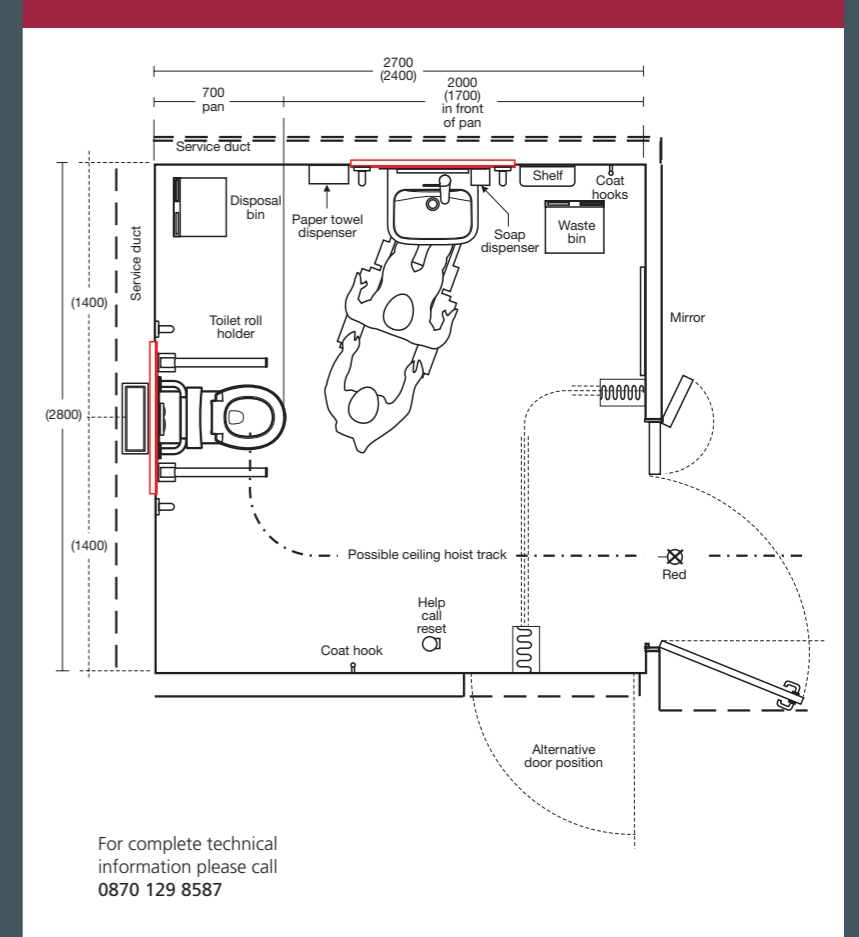 2700
(2400)
700
pan
2000
(1700)
in front
of pan
Service duct
Disposal
bin
Paper towel
dispenser
Soap
dispenser
Shelf
Coat
hooks
Waste
bin
Service duct
(1400)
Toilet roll
holder
Mirror
(2800)
(1400)
Possible ceiling hoist track
Red
Help
call
reset
Coat hook
Alternative
door position
For complete technical
information please call
0870 129 8587